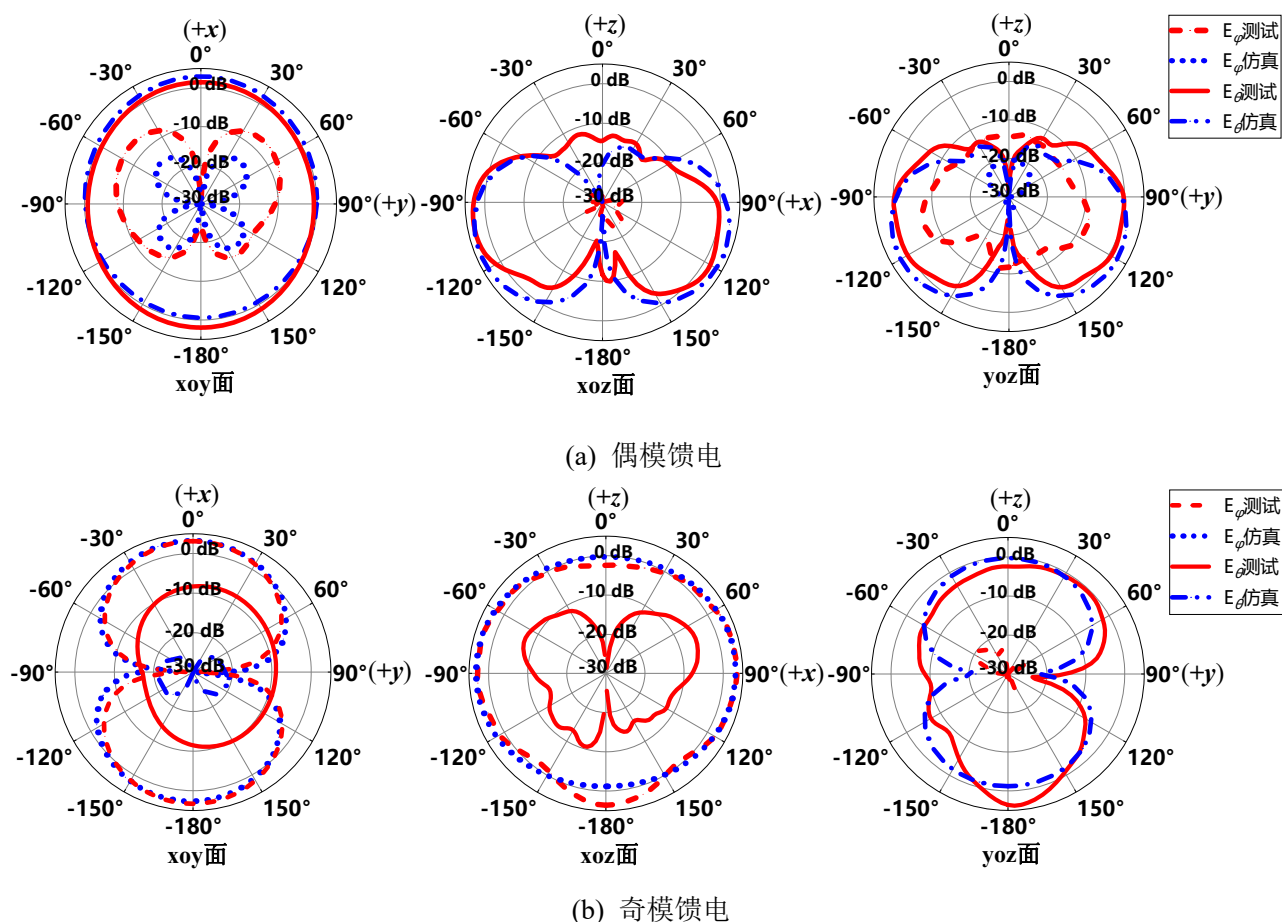 (+x) (+z) (+z)
0° 0° 0°
-30° 30° -30° 30° -30° 30°
0 dB 0 dB 0 dB
-60° 60° -60° 60° -60° 60°
-10 dB -10 dB -10 dB
-20 dB -20 dB -20 dB
-30 dB -30 dB -30 dB
-90° 90°(+y) -90° 90°(+x) -90° 90°(+y)
-120° 120° -120° 120° -120° 120°
-150° 150° -150° 150° -150° 150°
-180° -180° -180°
xoy面 xoz面 yoz面
Eφ测试
Eφ仿真
Eθ测试
Eθ仿真
(a) 偶模馈电
(+x) (+z) (+z)
0° 0° 0°
-30° 30° -30° 30° -30° 30°
0 dB 0 dB 0 dB
-60° 60° -60° 60° -60° 60°
-10 dB -10 dB -10 dB
-20 dB -20 dB -20 dB
-30 dB -30 dB -30 dB
-90° 90°(+y) -90° 90°(+x) -90° 90°(+y)
-120° 120° -120° 120° -120° 120°
-150° 150° -150° 150° -150° 150°
-180° -180° -180°
xoy面 xoz面 yoz面
Eφ测试
Eφ仿真
Eθ测试
Eθ仿真
(b) 奇模馈电